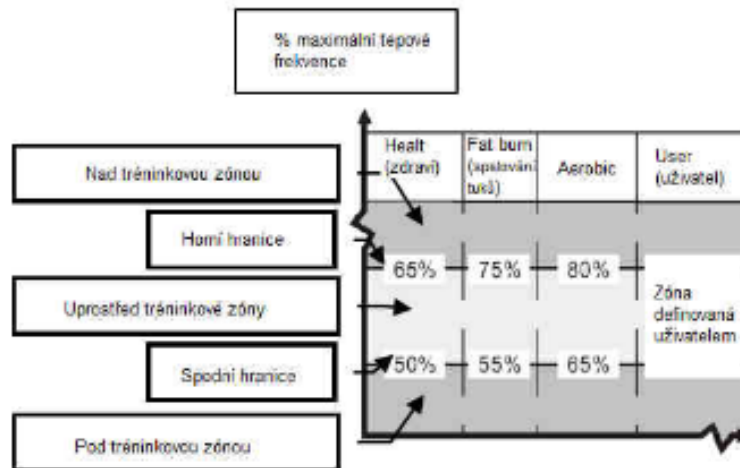 % maximální tepové
frekvence
Healt
(zdraví)
Fat burn
(spalování
tuků)
Aerobic
User
(uživatel)
Nad tréninkovou zónou
Horní hranice
65%
75%
80%
Uprostřed tréninkové zóny
Zóna
definovaná
uživatelem
Spodní hranice
50%
55%
65%
Pod tréninkovou zónou